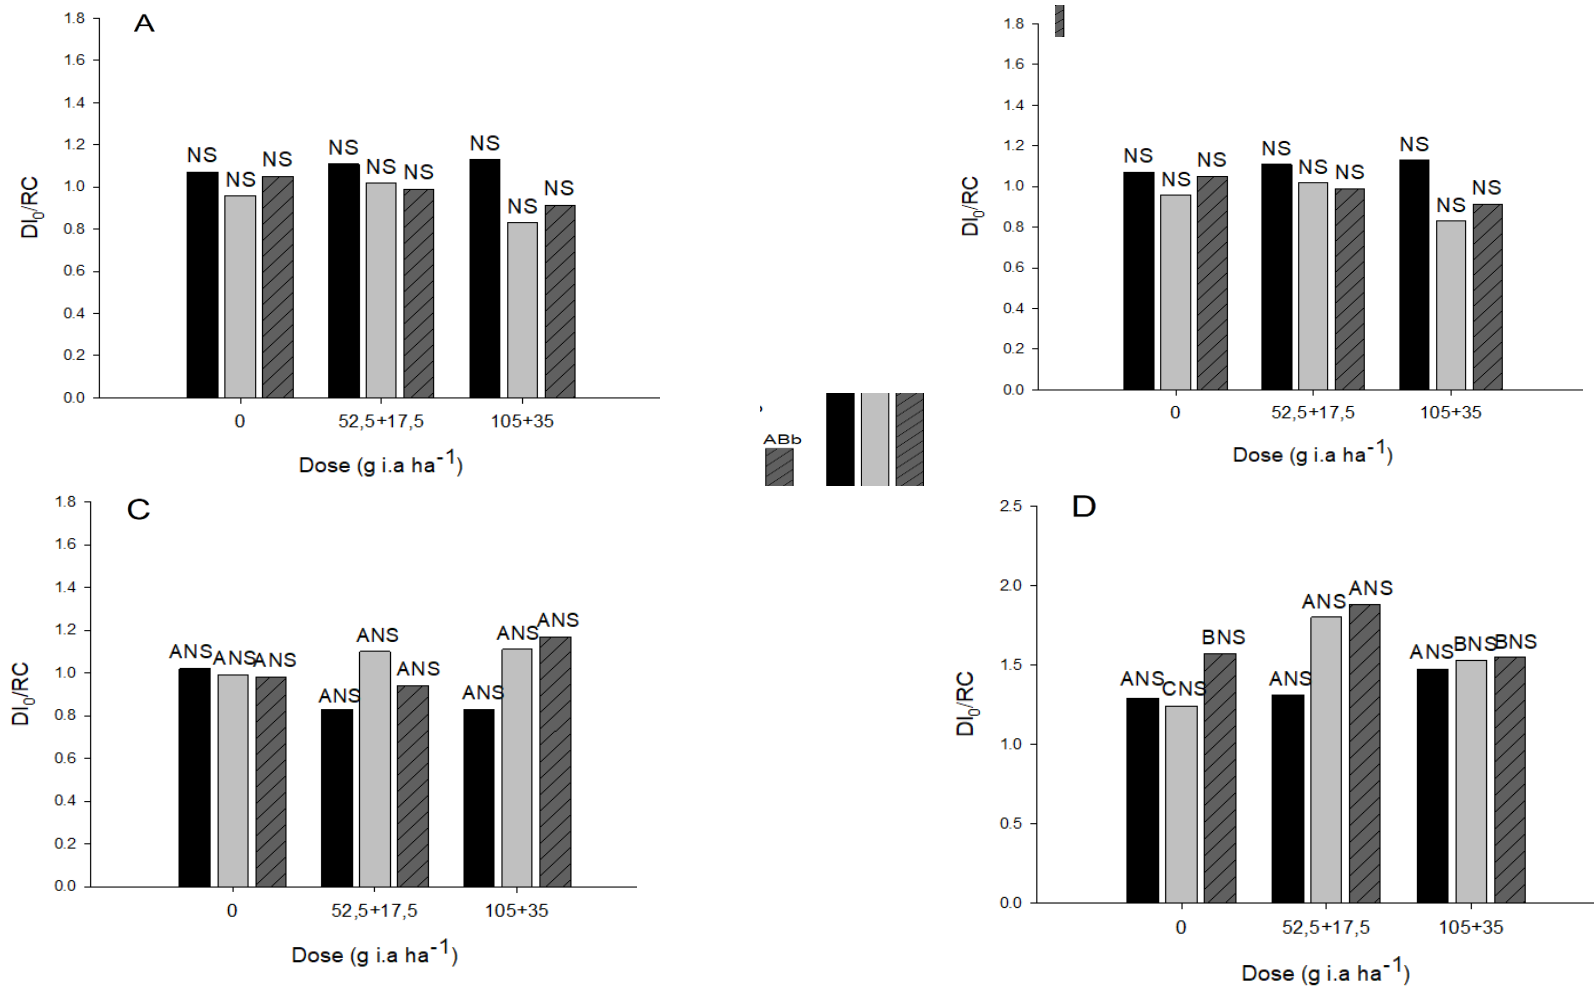 A
1.8
1.6
1.4
1.2
1.0
0.8
0.6
0.4
0.2
0.0
DI0/RC
NS NS NS
NS NS NS
NS NS NS
0 52,5+17,5 105+35
Dose (g i.a ha-1)
1.8
1.6
1.4
1.2
1.0
0.8
0.6
0.4
0.2
0.0
DI0/RC
NS NS NS
NS NS NS
NS NS NS
0 52,5+17,5 105+35
Dose (g i.a ha-1)
ABb
C
1.8
1.6
1.4
1.2
1.0
0.8
0.6
0.4
0.2
0.0
DI0/RC
ANS ANS ANS
ANS ANS ANS
ANS ANS ANS
0 52,5+17,5 105+35
Dose (g i.a ha-1)
D
2.5
2.0
1.5
1.0
0.5
0.0
DI0/RC
ANS CNS BNS
ANS ANS ANS
ANS BNS BNS
0 52,5+17,5 105+35
Dose (g i.a ha-1)